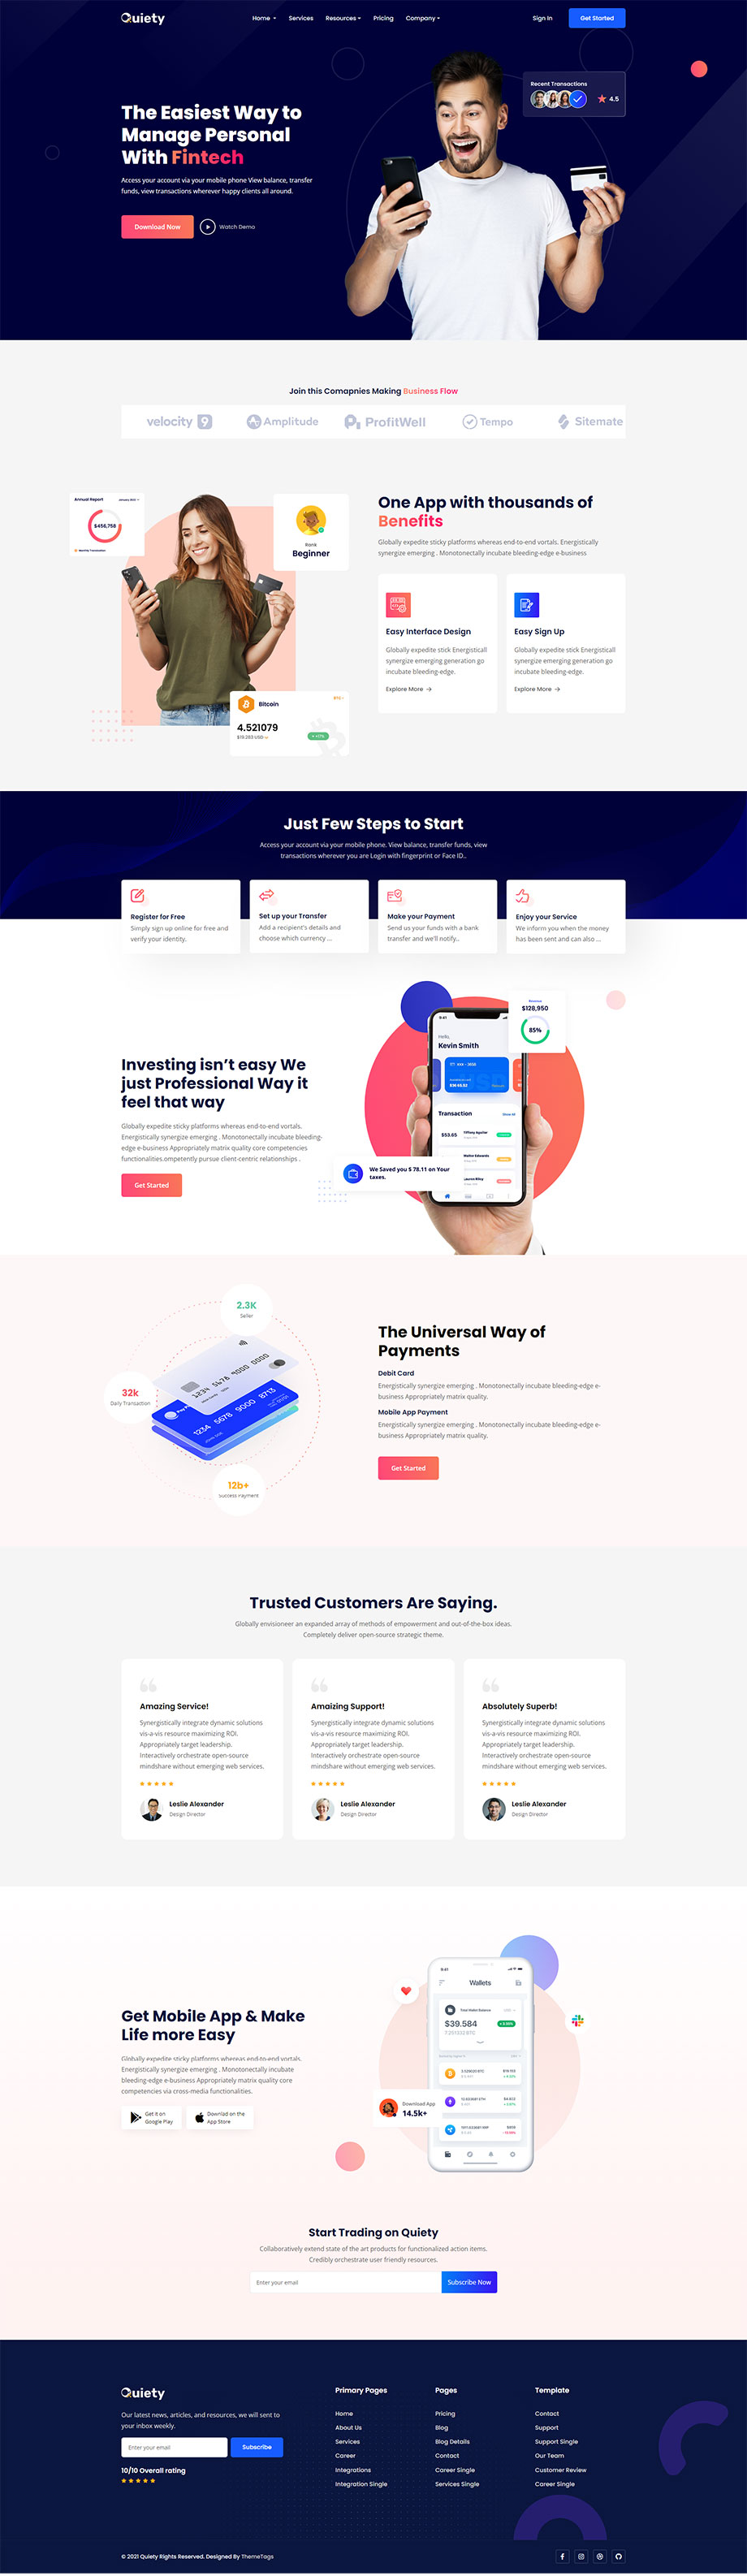 Quiety
Home
Services
Resources
Pricing
Company
Sign In
Get Started
The Easiest Way to
Manage Personal
With Fintech
Access your account via your mobile phone View balance, transfer
funds, view transactions wherever happy clients all around.
Download Now
Watch Demo
Recent Transactions
4.5
Join this Comapnies Making Business Flow
velocity 9
Amplitude
ProfitWell
Tempo
Sitemate
Annual Report
$456,758
Rank
Beginner
Bitcoin
4.521079
One App with thousands of
Benefits
Globally expedite sticky platforms whereas end-to-end vortals. Energistically
synergize emerging . Monotonectally incubate bleeding-edge e-business
Easy Interface Design
Globally expedite stick Energisticall
synergize emerging generation go
incubate bleeding-edge.
Explore More →
Easy Sign Up
Globally expedite stick Energisticall
synergize emerging generation go
incubate bleeding-edge.
Explore More →
Just Few Steps to Start
Access your account via your mobile phone. View balance, transfer funds, view
transactions wherever you are Login with fingerprint or Face ID..
Register for Free
Simply sign up online for free and
verify your identity.
Set up your Transfer
Add a recipient's details and
choose which currency ...
Make your Payment
Send us your funds with a bank
transfer and we'll notify..
Enjoy your Service
We inform you when the money
has been sent and can also ...
Investing isn't easy We
just Professional Way it
feel that way
Globally expedite sticky platforms whereas end-to-end vortals.
Energistically synergize emerging . Monotonectally incubate bleeding-
edge e-business Appropriately matrix quality core competencies
functionalities.ompetently pursue client-centric relationships .
Get Started
9:41
Hello,
Kevin Smith
Revenue
$128,950
85%
Transaction
Show All
$53.65
Tiffany Aguilar
We Saved you $ 78.11 on Your
taxes.
2.3K
Seller
32k
Daily Transaction
12b+
Success Payment
1234 5678 9000 0000
1234 5678 9000 8713
The Universal Way of
Payments
Debit Card
Energistically synergize emerging . Monotonectally incubate bleeding-edge e-
business Appropriately matrix quality.
Mobile App Payment
Energistically synergize emerging . Monotonectally incubate bleeding-edge e-
business Appropriately matrix quality.
Get Started
Trusted Customers Are Saying.
Globally envisioneer an expanded array of methods of empowerment and out-of-the-box ideas.
Completely deliver open-source strategic theme.
Amazing Service!
Synergistically integrate dynamic solutions
vis-a-vis resource maximizing ROI.
Appropriately target leadership.
Interactively orchestrate open-source
mindshare without emerging web services.
Leslie Alexander
Design Director
Amaizing Support!
Synergistically integrate dynamic solutions
vis-a-vis resource maximizing ROI.
Appropriately target leadership.
Interactively orchestrate open-source
mindshare without emerging web services.
Leslie Alexander
Design Director
Absolutely Superb!
Synergistically integrate dynamic solutions
vis-a-vis resource maximizing ROI.
Appropriately target leadership.
Interactively orchestrate open-source
mindshare without emerging web services.
Leslie Alexander
Design Director
Get Mobile App & Make
Life more Easy
Globally expedite sticky platforms whereas end-to-end vortals.
Energistically synergize emerging . Monotonectally incubate
bleeding-edge e-business Appropriately matrix quality core
competencies via cross-media functionalities.
Get it on
Google Play
Downlad on the
App Store
9:41
Wallets
Total Wallet Balance
$39.584
Download App
14.5k+
Start Trading on Quiety
Collaboratively extend state of the art products for functionalized action items.
Credibly orchestrate user friendly resources.
Enter your email
Subscribe Now
Quiety
Our latest news, articles, and resources, we will sent to
your inbox weekly.
Enter your email
Subscribe
10/10 Overall rating
Primary Pages
Home
About Us
Services
Career
Integrations
Integration Single
Pages
Pricing
Blog
Blog Details
Contact
Career Single
Services Single
Template
Contact
Support
Support Single
Our Team
Customer Review
Career Single
© 2021 Quiety Rights Reserved. Designed By ThemeTags